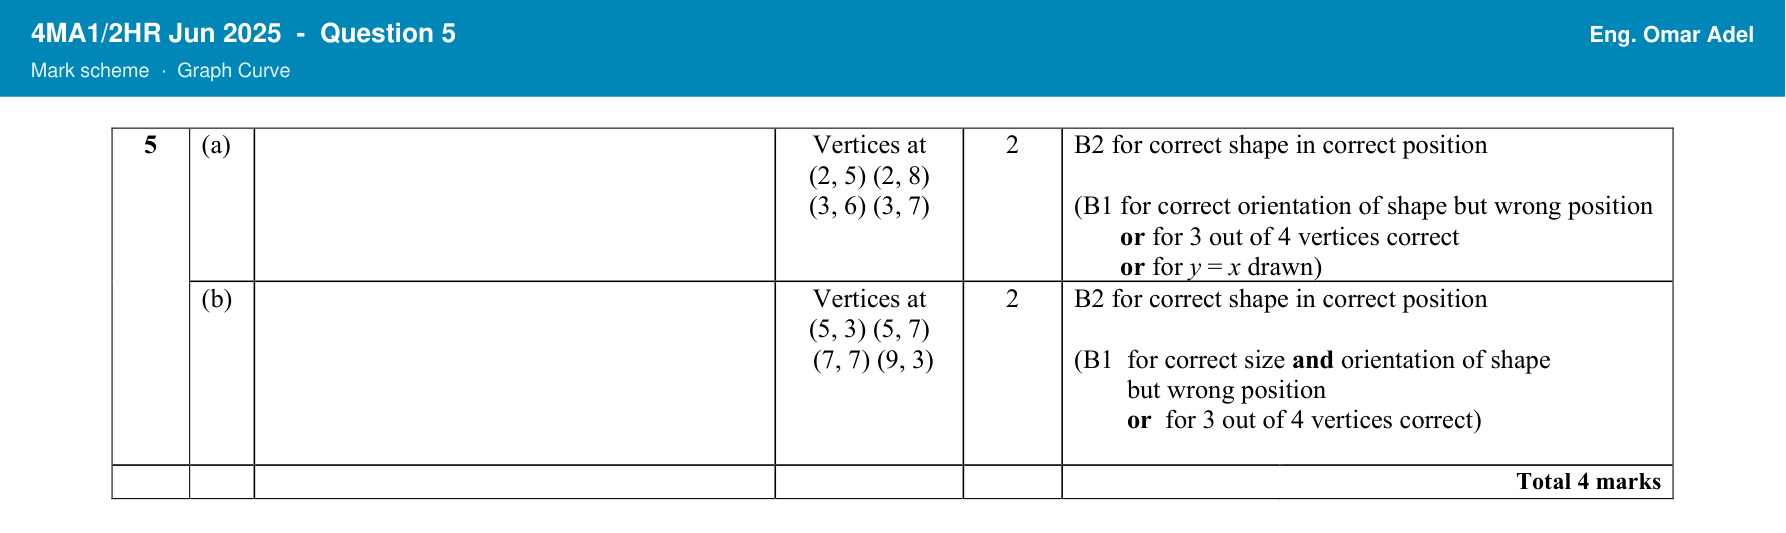 4MA1/2HR Jun 2025 - Question 5
Eng. Omar Adel
Mark scheme · Graph Curve
5 (a) Vertices at 2 B2 for correct shape in correct position
(2, 5) (2, 8)
(3, 6) (3, 7) (B1 for correct orientation of shape but wrong position
or for 3 out of 4 vertices correct
or for y = x drawn)
(b) Vertices at 2 B2 for correct shape in correct position
(5, 3) (5, 7)
(7, 7) (9, 3) (B1 for correct size and orientation of shape
but wrong position
or for 3 out of 4 vertices correct)
Total 4 marks